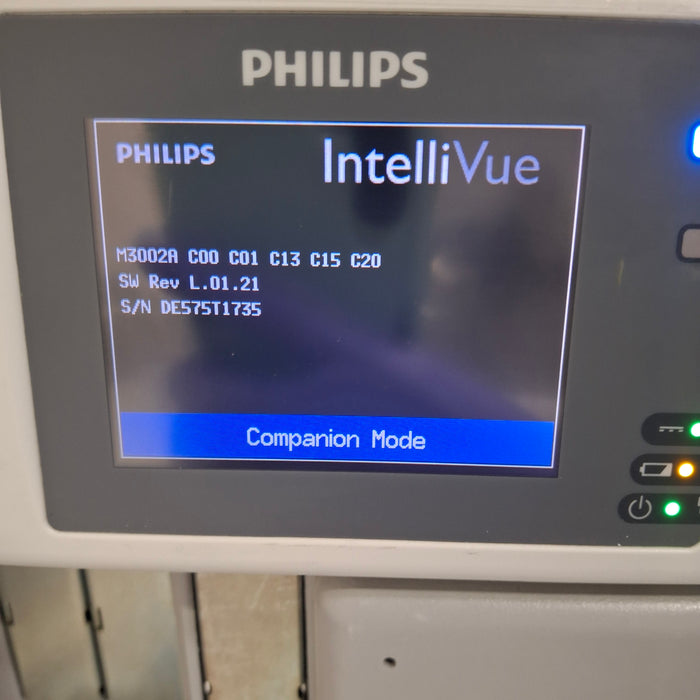 PHILIPS
PHILIPS
IntelliVue
M3002A C00 C01 C13 C15 C20
SW Rev L.01.21
S/N DE575T1735
Companion Mode